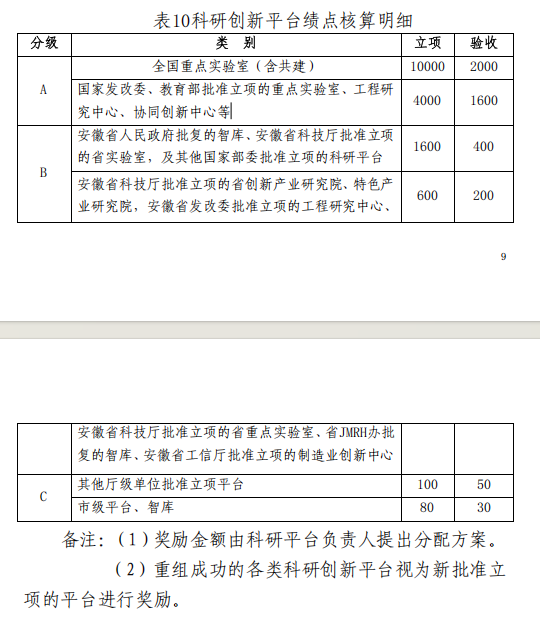 表10科研创新平台绩点核算明细
分级 类 别 立项 验收
A
全国重点实验室（含共建） 10000 2000
国家发改委、教育部批准立项的重点实验室、工程研
究中心、协同创新中心等 4000 1600
B
安徽省人民政府批复的智库、安徽省科技厅批准立项
的省实验室，及其他国家部委批准立项的科研平台 1600 400
安徽省科技厅批准立项的省创新产业研究院、特色产
业研究院，安徽省发改委批准立项的工程研究中心、 600 200
9
安徽省科技厅批准立项的省重点实验室、省JMRH办批
复的智库、安徽省工信厅批准立项的制造业创新中心
C
其他厅级单位批准立项平台 100 50
市级平台、智库 80 30
备注：（1）奖励金额由科研平台负责人提出分配方案。
（2）重组成功的各类科研创新平台视为新批准立
项的平台进行奖励。